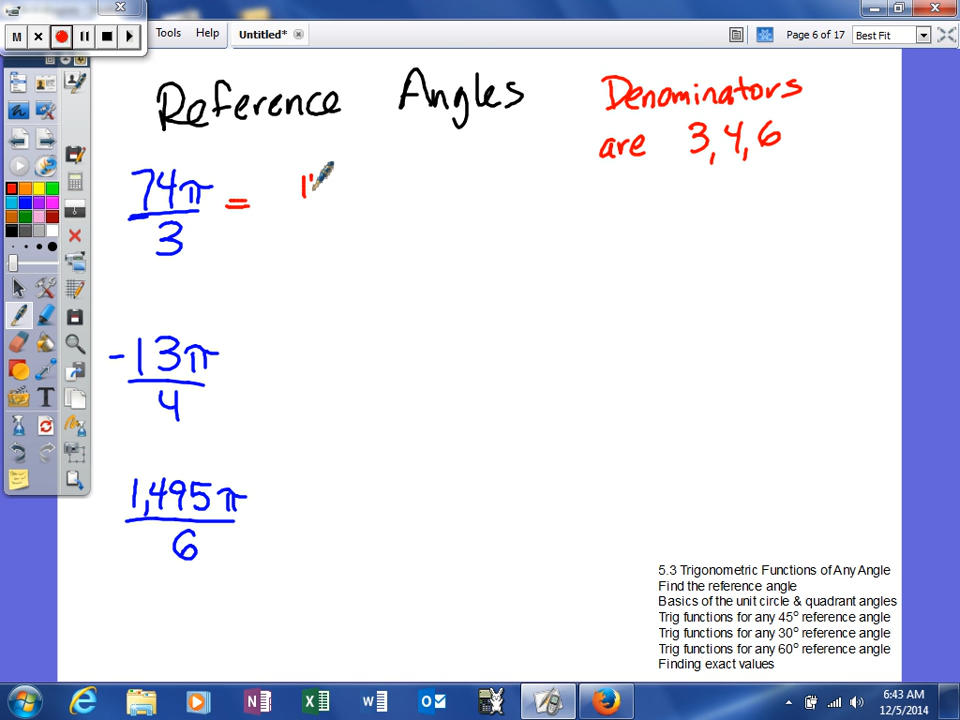 M
Tools Help Untitled* Page 6 of 17 Best Fit
Reference Angles
Denominators
are 3, 4, 6
74π
3
=
-13π
4
1,495π
6
5.3 Trigonometric Functions of Any Angle
Find the reference angle
Basics of the unit circle & quadrant angles
Trig functions for any 45° reference angle
Trig functions for any 30° reference angle
Trig functions for any 60° reference angle
Finding exact values
6:43 AM
12/5/2014